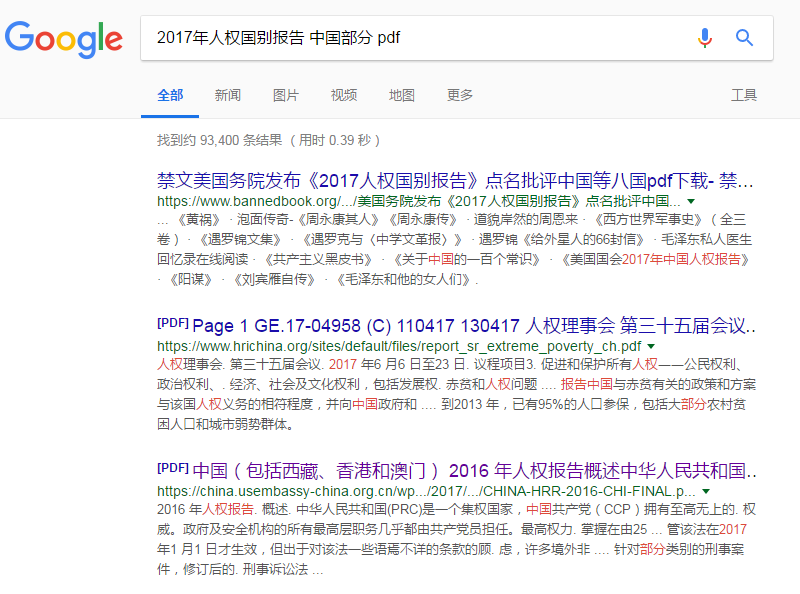 Google
2017年人权国别报告 中国部分 pdf
全部 新闻 图片 视频 地图 更多 工具
找到约 93,400 条结果 （用时 0.39 秒）
禁文美国务院发布《2017人权国别报告》点名批评中国等八国pdf下载- 禁...
https://www.bannedbook.org/.../美国务院发布《2017人权国别报告》点名批评中国...
... 《黄祸》 · 泡面传奇-《周永康其人》《周永康传》 · 道貌岸然的周恩来 · 《西方世界军事史》（全三
卷） · 《遇罗锦文集》 · 《遇罗克与〈中学文革报〉》 · 遇罗锦《给外星人的66封信》 · 毛泽东私人医生
回忆录在线阅读 · 《共产主义黑皮书》 · 《关于中国的一百个常识》 · 《美国国会2017年中国人权报告》
· 《阳谋》 · 《刘宾雁自传》 · 《毛泽东和他的女人们》.
[PDF] Page 1 GE.17-04958 (C) 110417 130417 人权理事会 第三十五届会议..
https://www.hrichina.org/sites/default/files/report_sr_extreme_poverty_ch.pdf
人权理事会. 第三十五届会议. 2017 年6 月 6 日至23 日. 议程项目3. 促进和保护所有人权——公民权利、
政治权利、. 经济、社会及文化权利，包括发展权. 赤贫和人权问题 .... 报告中国与赤贫有关的政策和方案
与该国人权义务的相符程度，并向中国政府和 .... 到2013 年，已有95%的人口参保，包括大部分农村贫
困人口和城市弱势群体。
[PDF] 中国（包括西藏、香港和澳门） 2016 年人权报告概述中华人民共和国..
https://china.usembassy-china.org.cn/wp.../2017/.../CHINA-HRR-2016-CHI-FINAL.p...
2016 年人权报告. 概述. 中华人民共和国(PRC)是一个集权国家，中国共产党（CCP）拥有至高无上的. 权
威。政府及安全机构的所有最高层职务几乎都由共产党员担任。最高权力. 掌握在由25 ... 管该法在2017
年1 月1 日才生效，但出于对该法一些语焉不详的条款的顾. 虑，许多境外非 .... 针对部分类别的刑事案
件，修订后的. 刑事诉讼法 ...